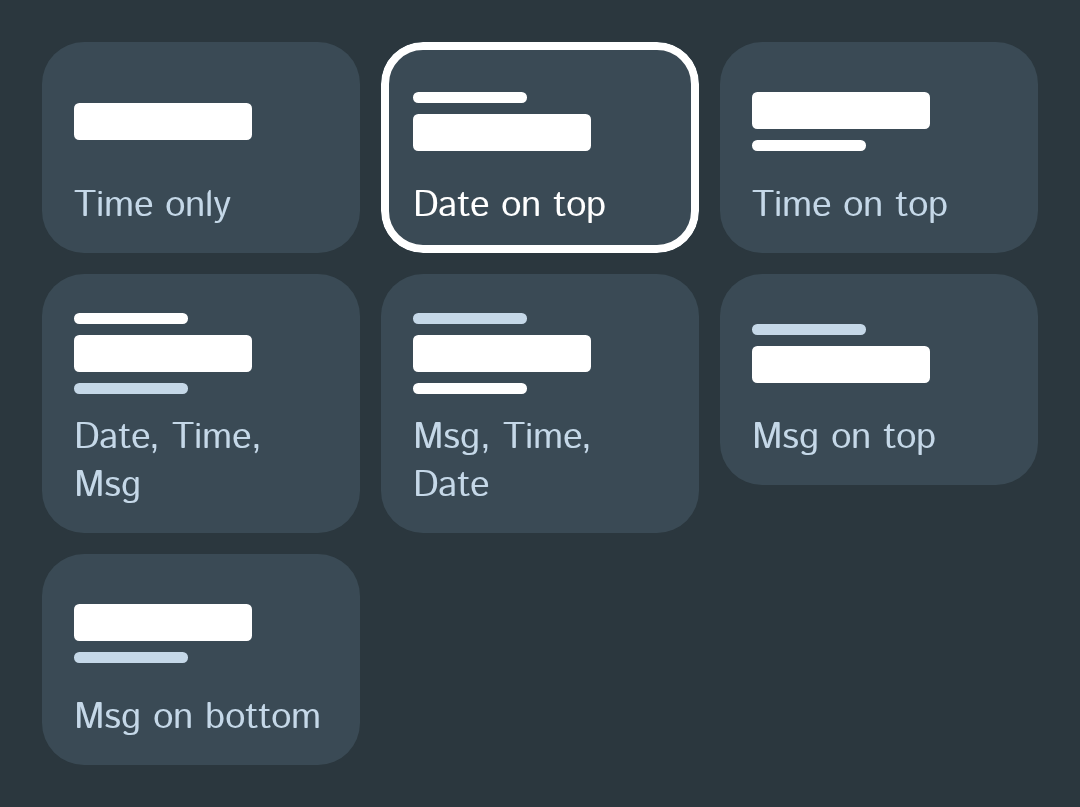 Time only
Date on top
Time on top
Date, Time,
Msg
Msg, Time,
Date
Msg on top
Msg on bottom